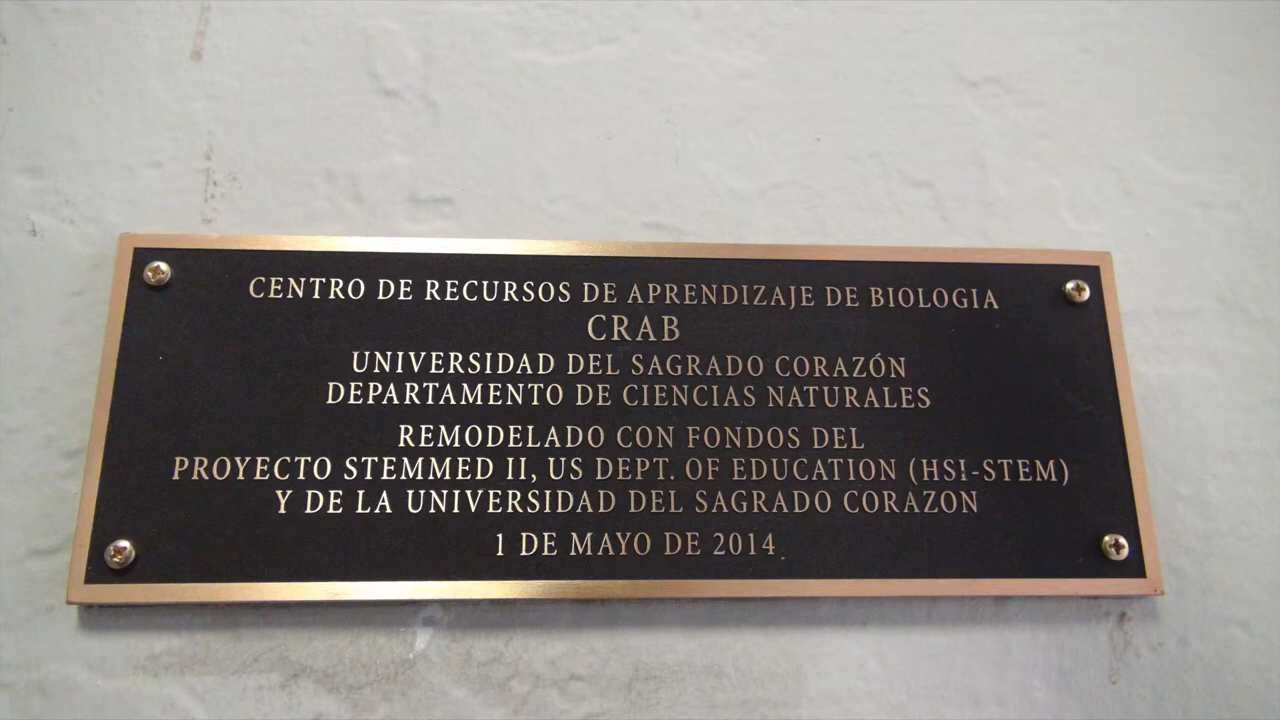 CENTRO DE RECURSOS DE APRENDIZAJE DE BIOLOGIA
CRAB
UNIVERSIDAD DEL SAGRADO CORAZÓN
DEPARTAMENTO DE CIENCIAS NATURALES
REMODELADO CON FONDOS DEL
PROYECTO STEMMED II, US DEPT. OF EDUCATION (HSI-STEM)
Y DE LA UNIVERSIDAD DEL SAGRADO CORAZON
1 DE MAYO DE 2014